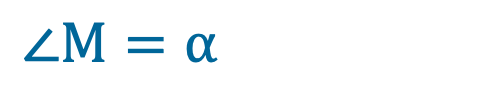 ∠M = α